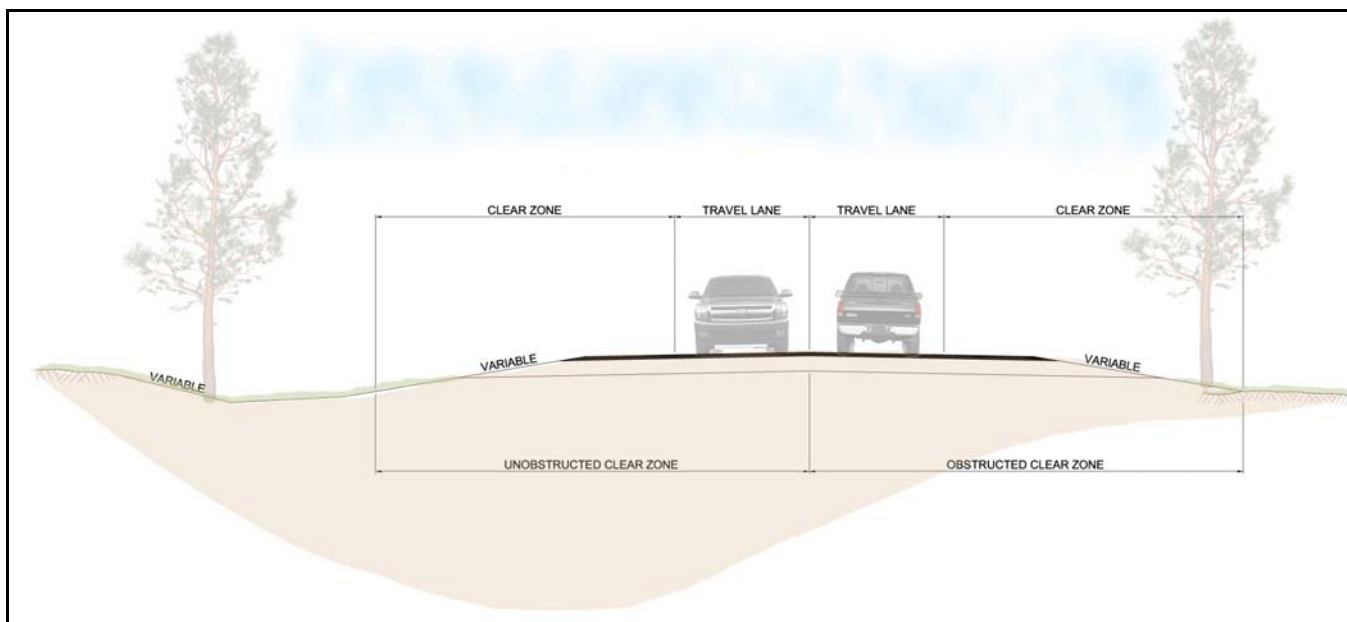 CLEAR ZONE
TRAVEL LANE
TRAVEL LANE
CLEAR ZONE
VARIABLE
VARIABLE
VARIABLE
UNOBSTRUCTED CLEAR ZONE
OBSTRUCTED CLEAR ZONE